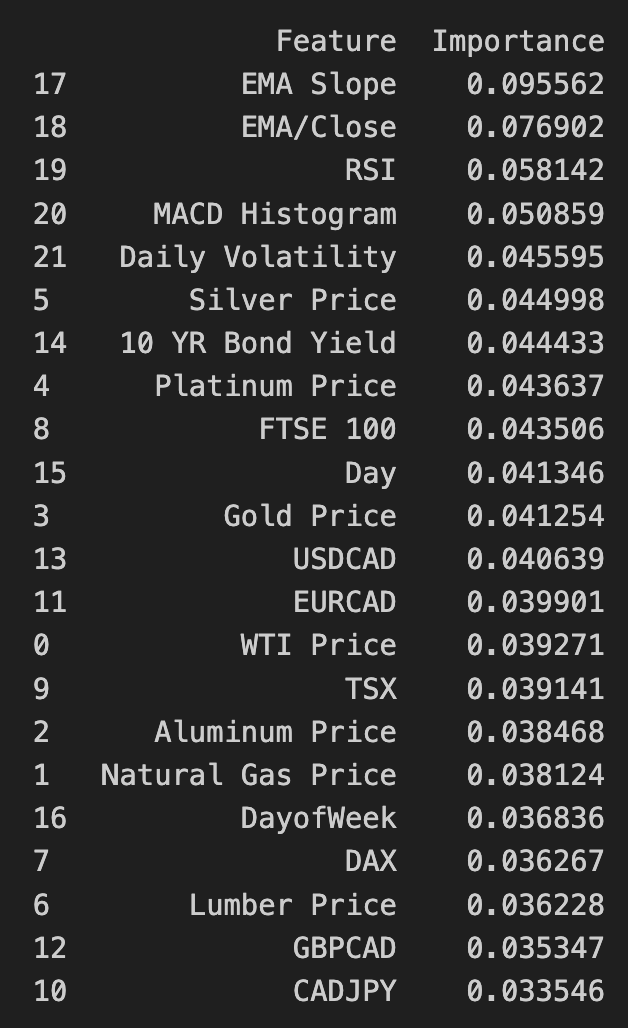 Feature Importance
17 EMA Slope 0.095562
18 EMA/Close 0.076902
19 RSI 0.058142
20 MACD Histogram 0.050859
21 Daily Volatility 0.045595
5 Silver Price 0.044998
14 10 YR Bond Yield 0.044433
4 Platinum Price 0.043637
8 FTSE 100 0.043506
15 Day 0.041346
3 Gold Price 0.041254
13 USDCAD 0.040639
11 EURCAD 0.039901
0 WTI Price 0.039271
9 TSX 0.039141
2 Aluminum Price 0.038468
1 Natural Gas Price 0.038124
16 DayofWeek 0.036836
7 DAX 0.036267
6 Lumber Price 0.036228
12 GBPCAD 0.035347
10 CADJPY 0.033546